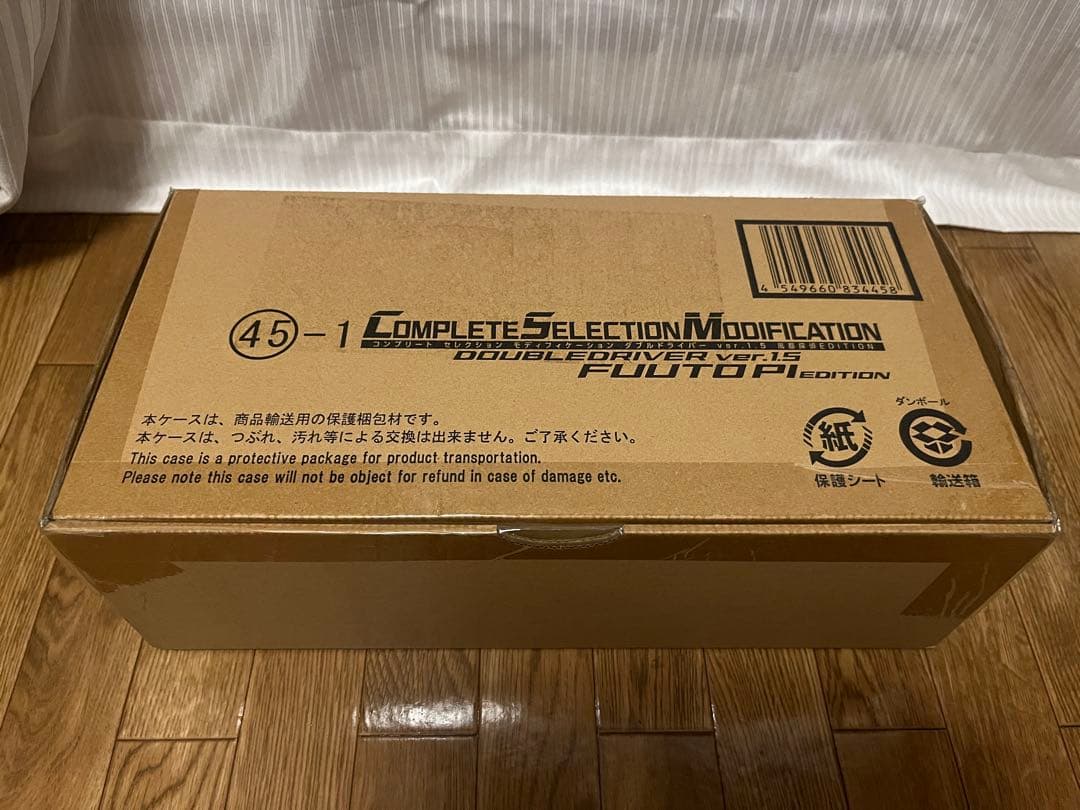 4 549660 834458
㊺-1 COMPLETE SELECTION MODIFICATION
コンプリート セレクション モディフィケーション ダブルドライバー ver.1.5 風都探偵EDITION
DOUBLEDRIVER ver.1.5
FUUTO PI EDITION
本ケースは、商品輸送用の保護梱包材です。
本ケースは、つぶれ、汚れ等による交換は出来ません。ご了承ください。
This case is a protective package for product transportation.
Please note this case will not be object for refund in case of damage etc.
紙
保護シート
ダンボール
輸送箱